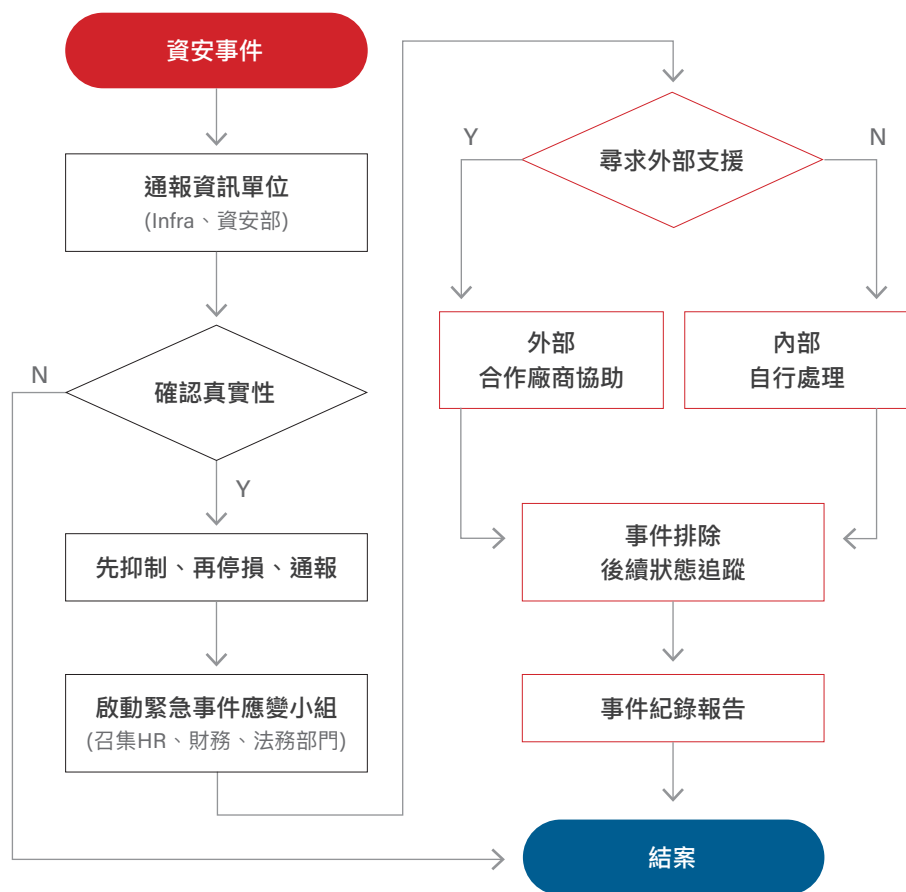 資安事件
通報資訊單位
(Infra、資安部)
確認真實性
N
Y
先抑制、再停損、通報
啟動緊急事件應變小組
(召集HR、財務、法務部門)
尋求外部支援
Y
N
外部
合作廠商協助
內部
自行處理
事件排除
後續狀態追蹤
事件紀錄報告
結案